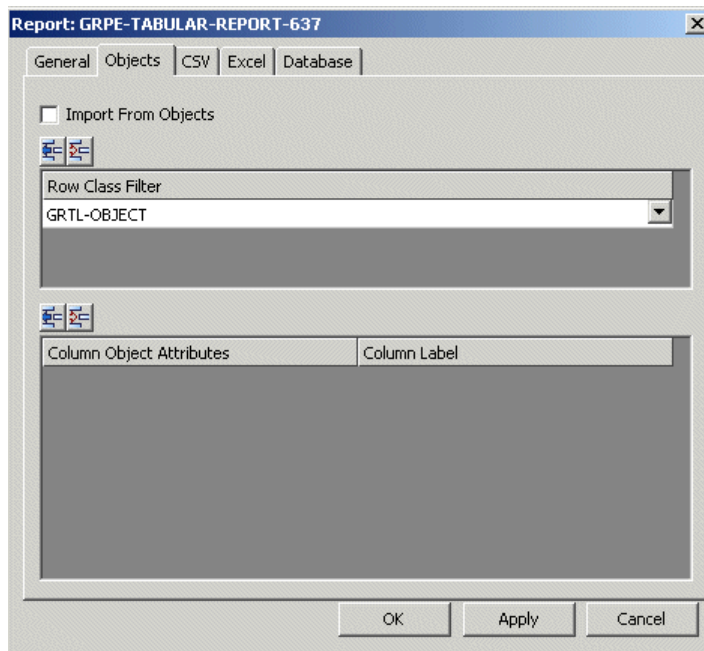 Report: GRPE-TABULAR-REPORT-637
General Objects CSV Excel Database
Import From Objects
Row Class Filter
GRTL-OBJECT
Column Object Attributes Column Label
OK Apply Cancel